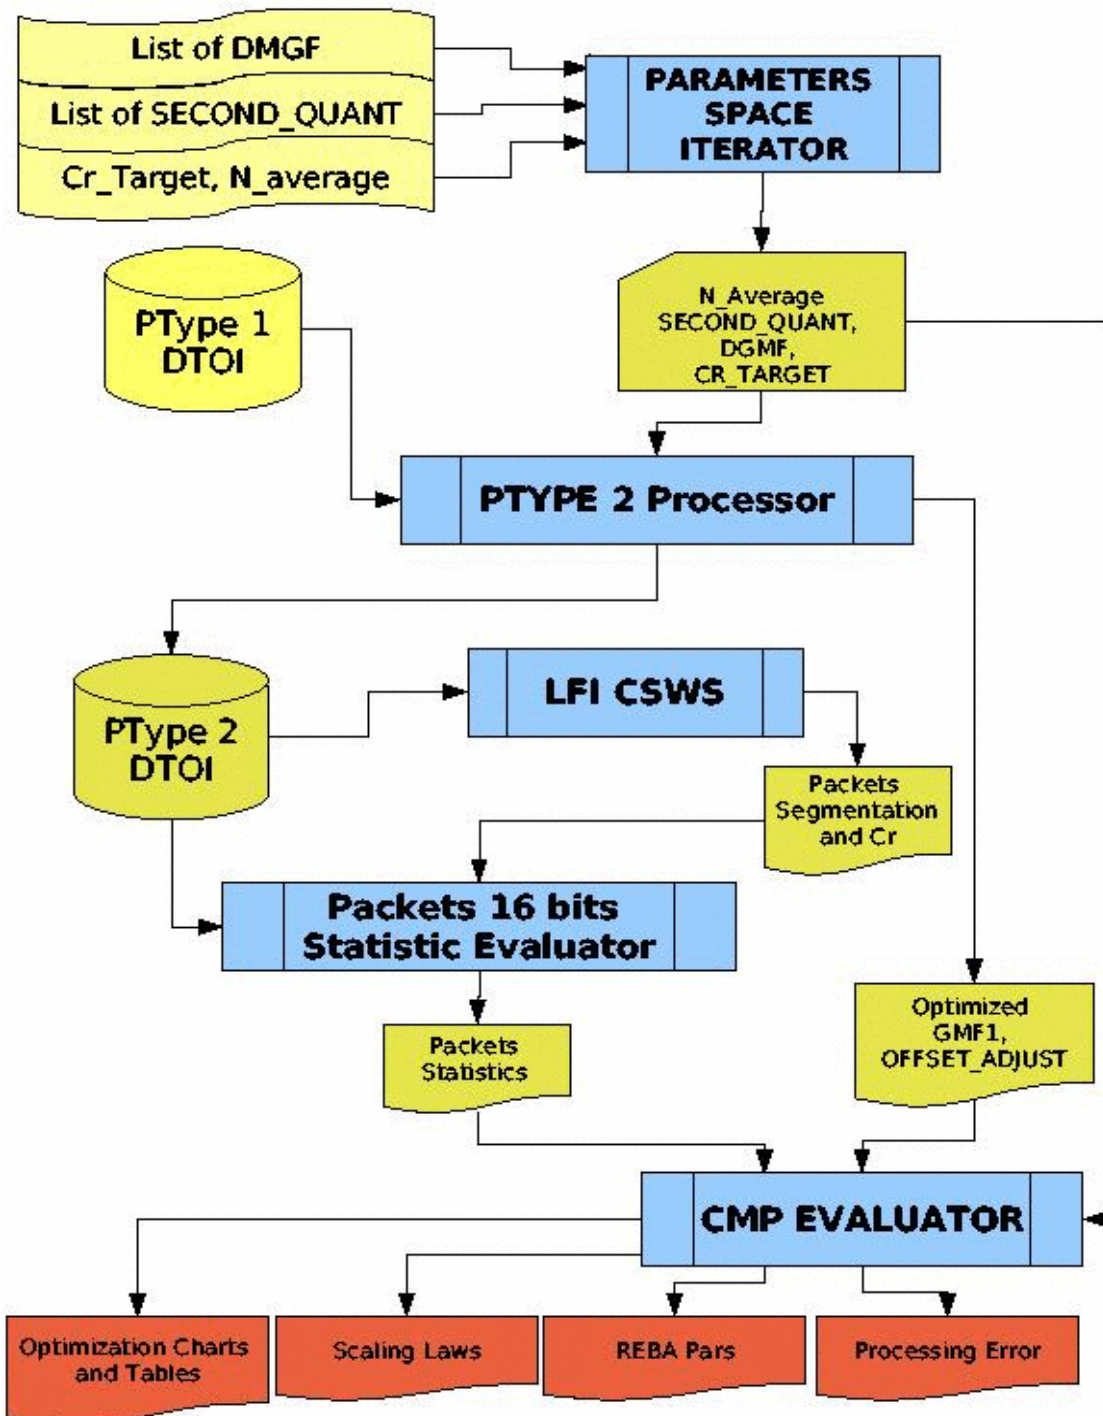 List of DMGF
List of SECOND_QUANT
Cr_Target, N_average
PARAMETERS
SPACE
ITERATOR
PType 1
DTOI
N_Average
SECOND_QUANT,
DGMF,
CR_TARGET
PTYPE 2 Processor
PType 2
DTOI
LFI CSWS
Packets
Segmentation
and Cr
Packets 16 bits
Statistic Evaluator
Packets
Statistics
Optimized
GMF1,
OFFSET_ADJUST
CMP EVALUATOR
Optimization Charts
and Tables
Scaling Laws
REBA Pars
Processing Error